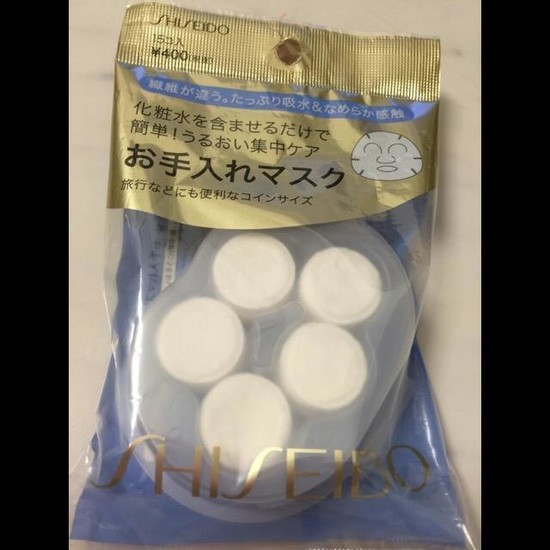 SHISEIDO
15コ入
¥400(税抜)
繊維が違う。たっぷり吸水&なめらか感触
化粧水を含ませるだけで
簡単!うるおい集中ケア
お手入れマスク
旅行などにも便利なコインサイズ
SHISEIDO